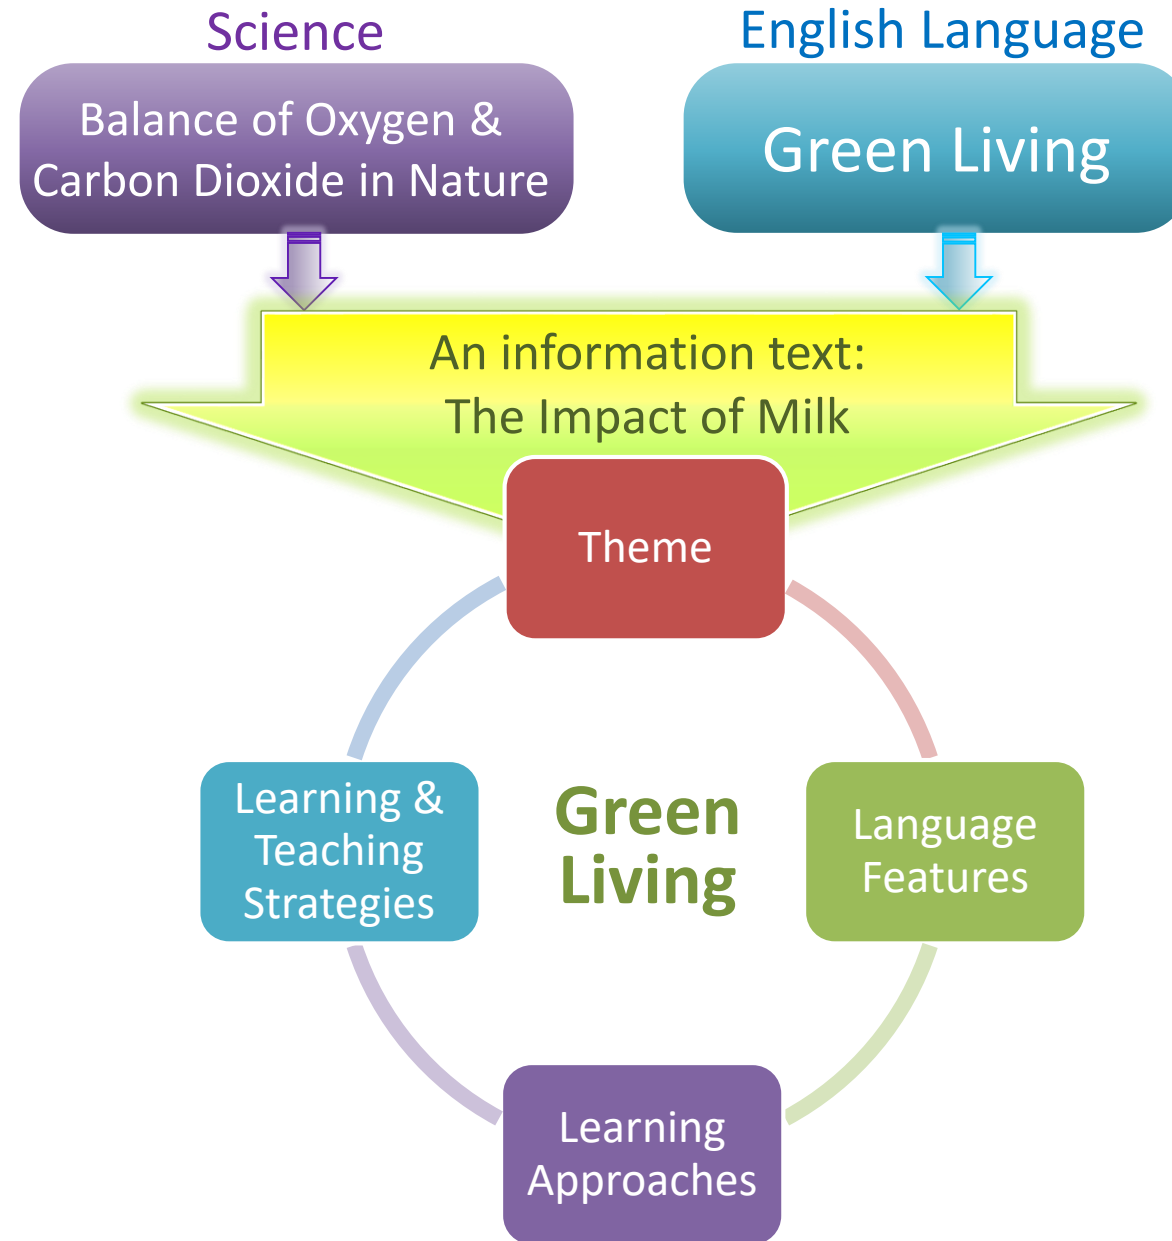 Science
Balance of Oxygen &
Carbon Dioxide in Nature
English Language
Green Living
An information text:
The Impact of Milk
Theme
Learning &
Teaching
Strategies
Green
Living
Language
Features
Learning
Approaches